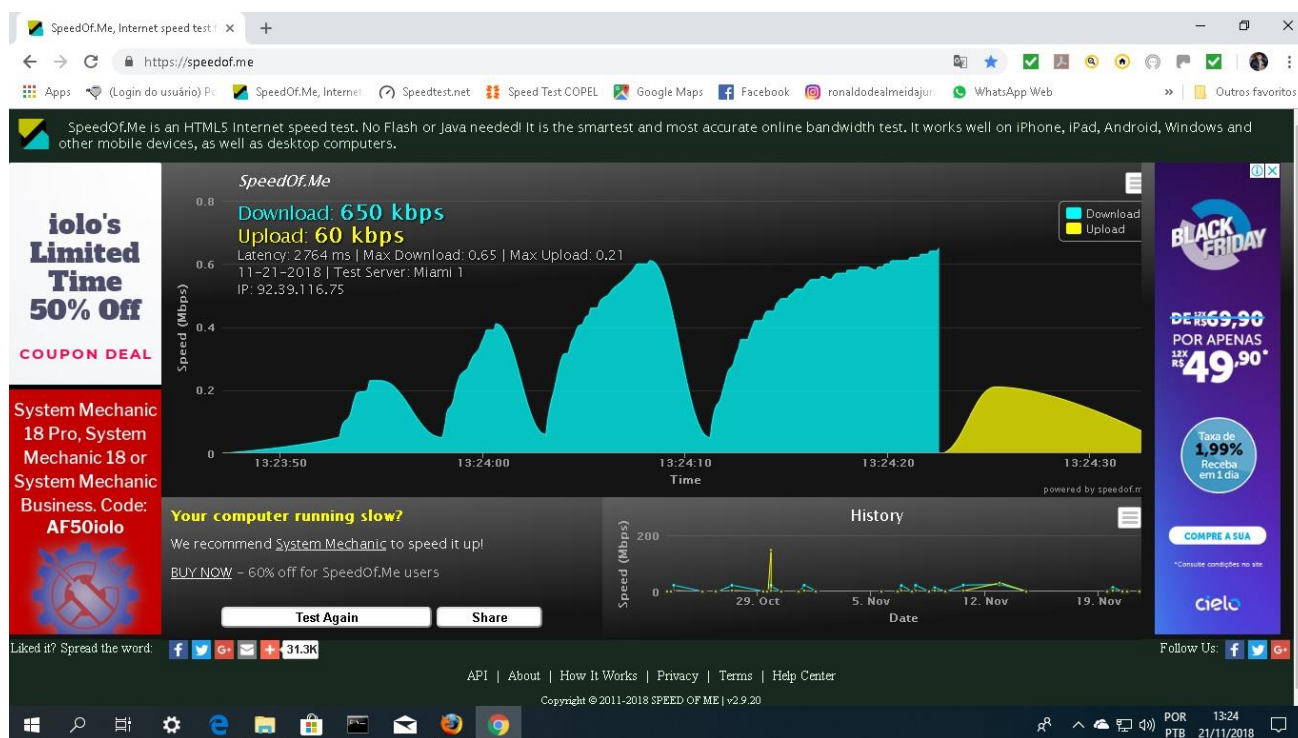 SpeedOf.Me, Internet speed test
https://speedof.me
Apps (Login do usuário) Pe SpeedOf.Me, Internet Speedtest.net Speed Test COPEL Google Maps Facebook ronaldodealmeidajun WhatsApp Web » Outros favoritos
SpeedOf.Me is an HTML5 Internet speed test. No Flash or Java needed! It is the smartest and most accurate online bandwidth test. It works well on iPhone, iPad, Android, Windows and
other mobile devices, as well as desktop computers.
iolo's
Limited
Time
50% Off
COUPON DEAL
System Mechanic
18 Pro, System
Mechanic 18 or
System Mechanic
Business. Code:
AF50iolo
SpeedOf.Me
Download: 650 kbps
Upload: 60 kbps
Latency: 2764 ms | Max Download: 0.65 | Max Upload: 0.21
11-21-2018 | Test Server: Miami 1
IP: 92.39.116.75
Download
Upload
Speed (Mbps)
0.8
0.6
0.4
0.2
0
13:23:50 13:24:00 13:24:10 13:24:20 13:24:30
Time
powered by speedof.m
Your computer running slow?
We recommend System Mechanic to speed it up!
BUY NOW – 60% off for SpeedOf.Me users
Test Again Share
History
Speed (Mbps)
200
0
29. Oct 5. Nov 12. Nov 19. Nov
Date
BLACK
FRIDAY
DE 12X R$69,90
POR APENAS
12X R$49,90*
Taxa de
1,99%
Receba
em 1 dia
COMPRE A SUA
*Consulte condições no site.
cielo
Liked it? Spread the word: 31.3K
Follow Us:
API | About | How It Works | Privacy | Terms | Help Center
Copyright © 2011-2018 SPEED OF ME | v2.9.20
POR 13:24
PTB 21/11/2018